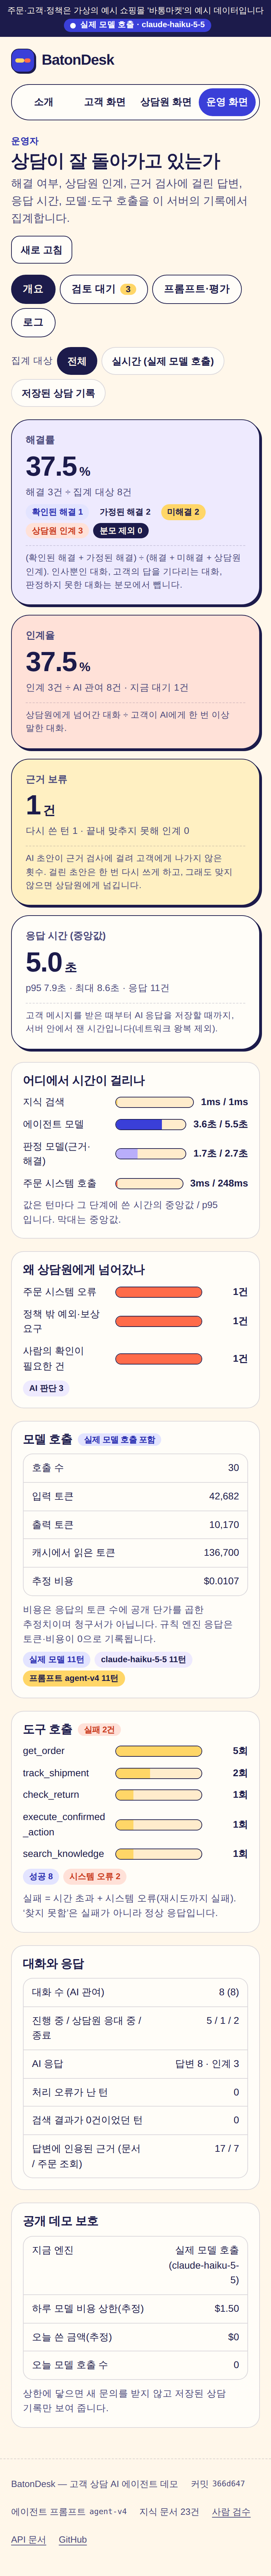 주문·고객·정책은 가상의 예시 쇼핑몰 '바통마켓'의 예시 데이터입니다
실제 모델 호출 · claude-haiku-5-5
BatonDesk
소개 고객 화면 상담원 화면 운영 화면
운영자
상담이 잘 돌아가고 있는가
해결 여부, 상담원 인계, 근거 검사에 걸린 답변,
응답 시간, 모델·도구 호출을 이 서버의 기록에서
집계합니다.
새로 고침
개요 검토 대기 3 프롬프트·평가
로그
집계 대상 전체 실시간 (실제 모델 호출)
저장된 상담 기록
해결률
37.5 %
해결 3건 ÷ 집계 대상 8건
확인된 해결 1 가정된 해결 2 미해결 2
상담원 인계 3 분모 제외 0
(확인된 해결 + 가정된 해결) ÷ (해결 + 미해결 + 상담원
인계). 인사뿐인 대화, 고객의 답을 기다리는 대화,
판정하지 못한 대화는 분모에서 뺍니다.
인계율
37.5 %
인계 3건 ÷ AI 관여 8건 · 지금 대기 1건
상담원에게 넘어간 대화 ÷ 고객이 AI에게 한 번 이상
말한 대화.
근거 보류
1 건
다시 쓴 턴 1 · 끝내 맞추지 못해 인계 0
AI 초안이 근거 검사에 걸려 고객에게 나가지 않은
횟수. 걸린 초안은 한 번 다시 쓰게 하고, 그래도 맞지
않으면 상담원에게 넘깁니다.
응답 시간 (중앙값)
5.0 초
p95 7.9초 · 최대 8.6초 · 응답 11건
고객 메시지를 받은 때부터 AI 응답을 저장할 때까지,
서버 안에서 잰 시간입니다(네트워크 왕복 제외).
어디에서 시간이 걸리나
지식 검색 1ms / 1ms
에이전트 모델 3.6초 / 5.5초
판정 모델(근거·
해결) 1.7초 / 2.7초
주문 시스템 호출 3ms / 248ms
값은 턴마다 그 단계에 쓴 시간의 중앙값 / p95
입니다. 막대는 중앙값.
왜 상담원에게 넘어갔나
주문 시스템 오류 1건
정책 밖 예외·보상
요구 1건
사람의 확인이
필요한 건 1건
AI 판단 3
모델 호출 실제 모델 호출 포함
호출 수 30
입력 토큰 42,682
출력 토큰 10,170
캐시에서 읽은 토큰 136,700
추정 비용 $0.0107
비용은 응답의 토큰 수에 공개 단가를 곱한
추정치이며 청구서가 아닙니다. 규칙 엔진 응답은
토큰·비용이 0으로 기록됩니다.
실제 모델 11턴 claude-haiku-5-5 11턴
프롬프트 agent-v4 11턴
도구 호출 실패 2건
get_order 5회
track_shipment 2회
check_return 1회
execute_confirmed
_action 1회
search_knowledge 1회
성공 8 시스템 오류 2
실패 = 시간 초과 + 시스템 오류(재시도까지 실패).
'찾지 못함'은 실패가 아니라 정상 응답입니다.
대화와 응답
대화 수 (AI 관여) 8 (8)
진행 중 / 상담원 응대 중 /
종료 5 / 1 / 2
AI 응답 답변 8 · 인계 3
처리 오류가 난 턴 0
검색 결과가 0건이었던 턴 0
답변에 인용된 근거 (문서
/ 주문 조회) 17 / 7
공개 데모 보호
지금 엔진 실제 모델 호출
(claude-haiku-5-
5)
하루 모델 비용 상한(추정) $1.50
오늘 쓴 금액(추정) $0
오늘 모델 호출 수 0
상한에 닿으면 새 문의를 받지 않고 저장된 상담
기록만 보여 줍니다.
BatonDesk — 고객 상담 AI 에이전트 데모 커밋 366d647
에이전트 프롬프트 agent-v4 지식 문서 23건 사람 검수
API 문서 GitHub